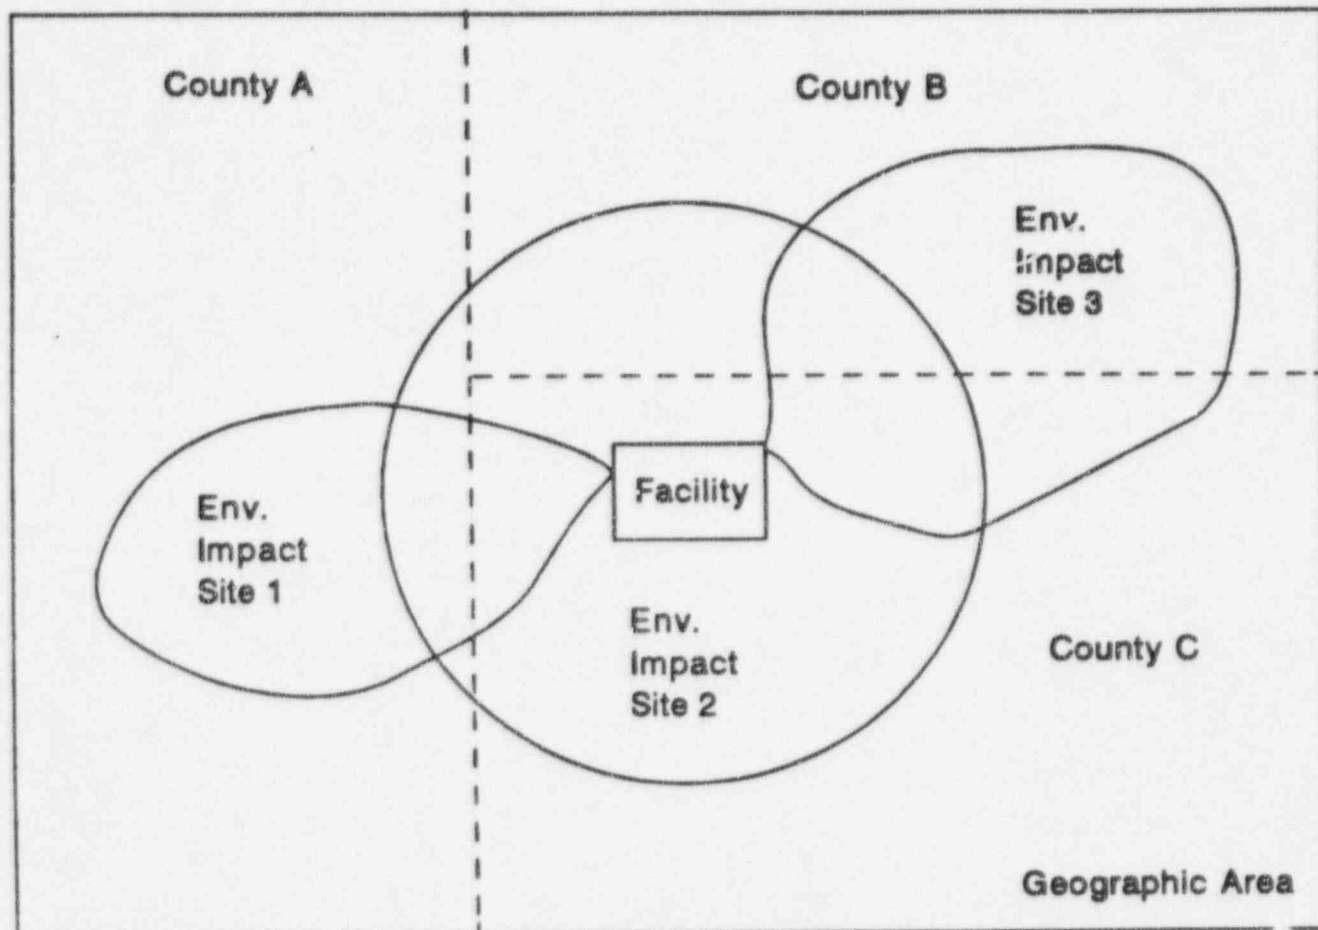 County A
County B
Env.
Impact
Site 3
Facility
Env.
Impact
Site 1
Env.
Impact
Site 2
County C
Geographic Area